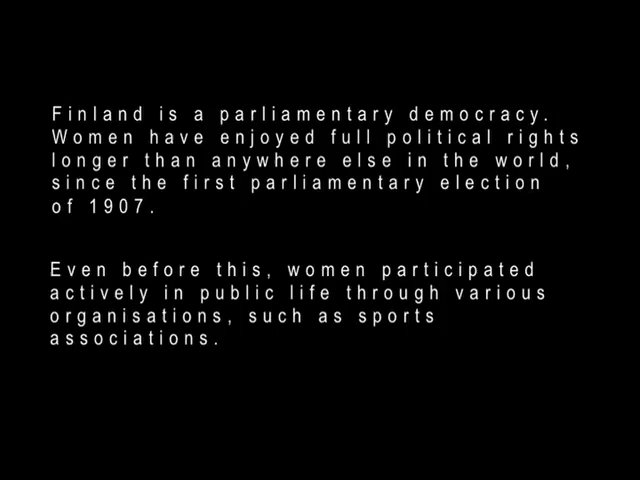 Finland is a parliamentary democracy.
Women have enjoyed full political rights
longer than anywhere else in the world,
since the first parliamentary election
of 1907.
Even before this, women participated
actively in public life through various
organisations, such as sports
associations.